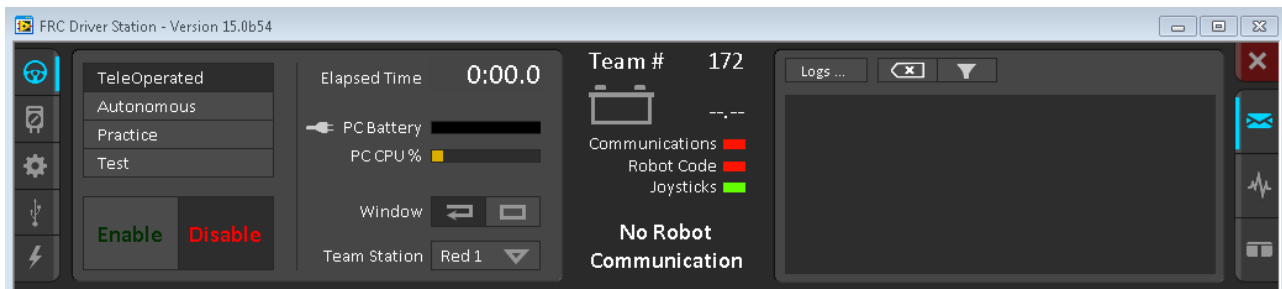 FRC Driver Station - Version 15.0b54
TeleOperated
Autonomous
Practice
Test
Enable Disable
Elapsed Time 0:00.0
PC Battery
PC CPU %
Window
Team Station Red 1
Team # 172
--.--
Communications
Robot Code
Joysticks
No Robot
Communication
Logs ...